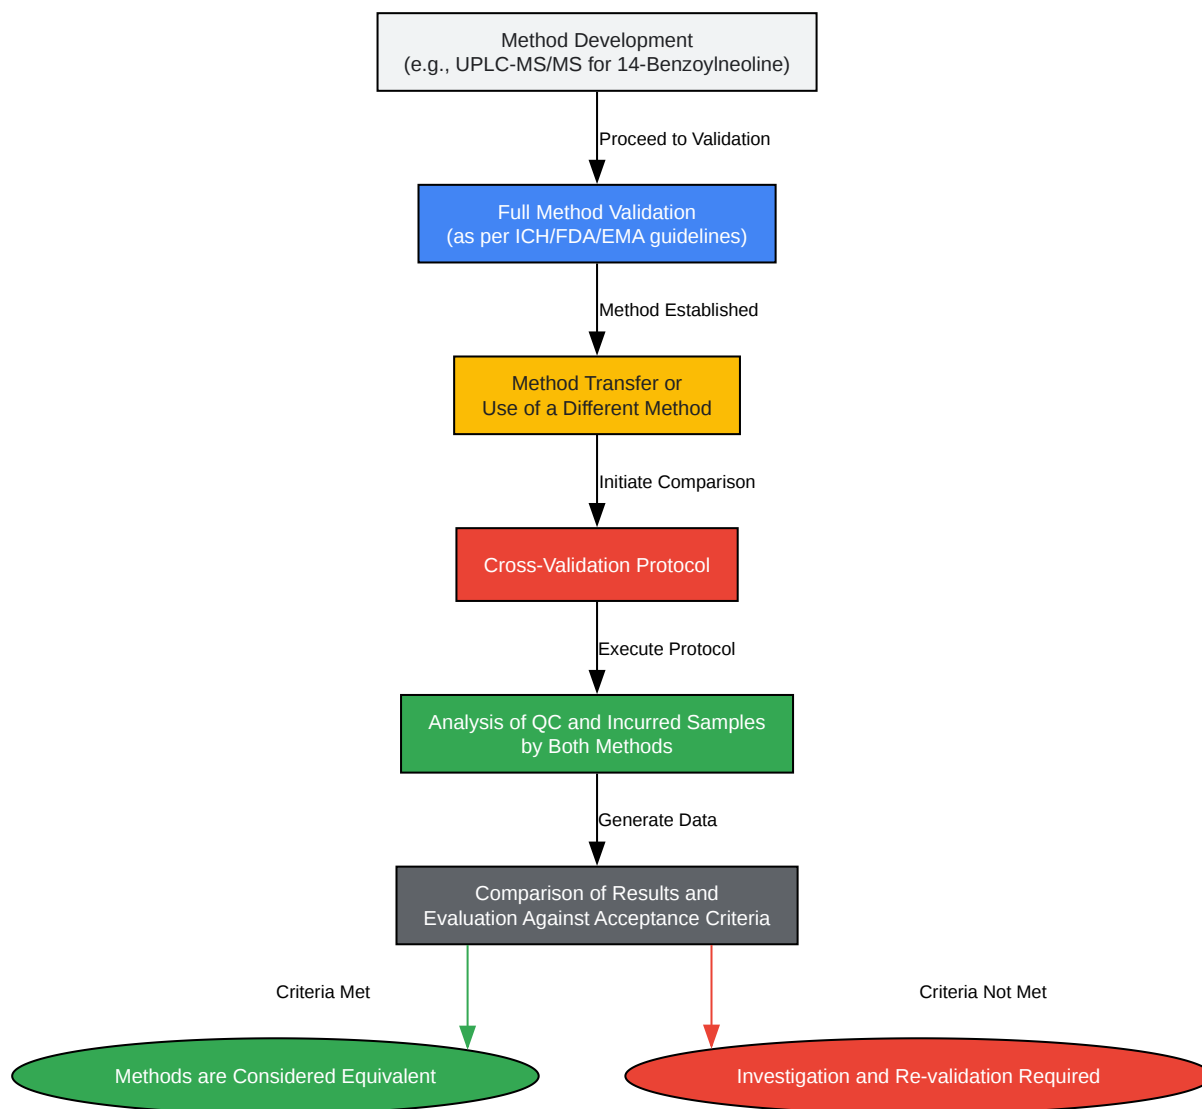 Method Development
(e.g., UPLC-MS/MS for 14-Benzoylneoline)
Proceed to Validation
Full Method Validation
(as per ICH/FDA/EMA guidelines)
Method Established
Method Transfer or
Use of a Different Method
Initiate Comparison
Cross-Validation Protocol
Execute Protocol
Analysis of QC and Incurred Samples
by Both Methods
Generate Data
Comparison of Results and
Evaluation Against Acceptance Criteria
Criteria Met
Criteria Not Met
Methods are Considered Equivalent
Investigation and Re-validation Required